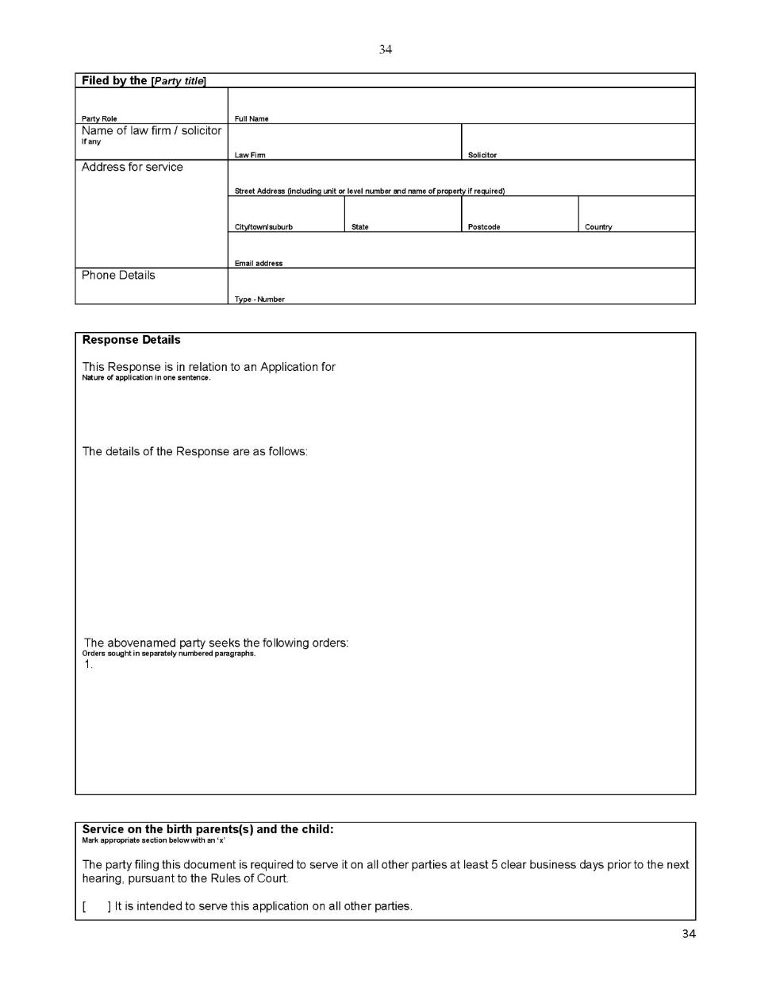 34
Filed by the [Party title]
Party Role
Full Name
Name of law firm / solicitor
If any
Law Firm
Solicitor
Address for service
Street Address (including unit or level number and name of property if required)
City/town/suburb
State
Postcode
Country
Email address
Phone Details
Type - Number
Response Details
This Response is in relation to an Application for
Nature of application in one sentence.
The details of the Response are as follows:
The abovenamed party seeks the following orders:
Orders sought in separately numbered paragraphs.
1.
Service on the birth parents(s) and the child:
Mark appropriate section below with an 'x'
The party filing this document is required to serve it on all other parties at least 5 clear business days prior to the next
hearing, pursuant to the Rules of Court.
[ ] It is intended to serve this application on all other parties.
34